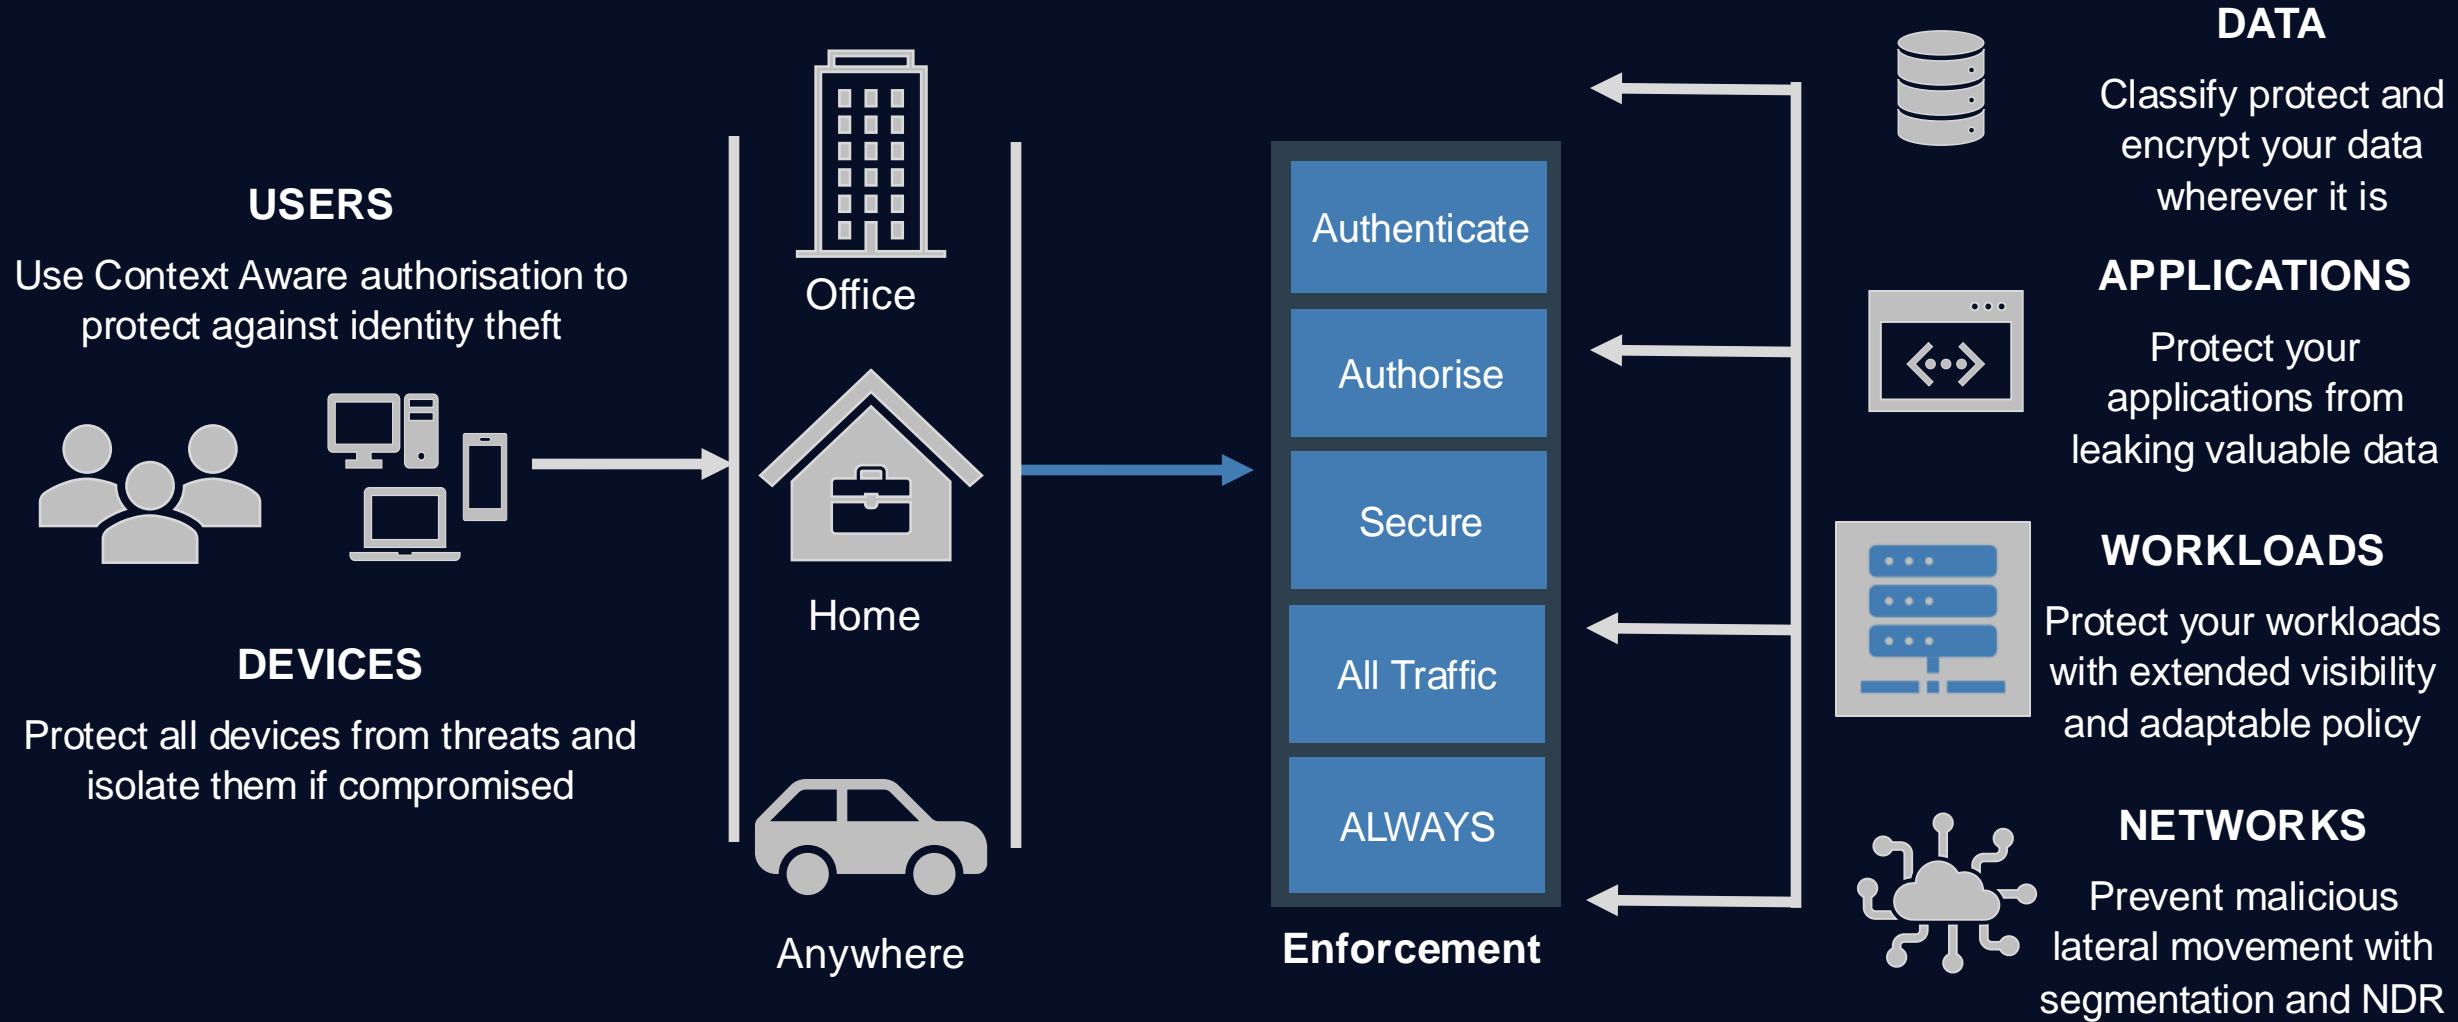 USERS
Use Context Aware authorisation to
protect against identity theft
DEVICES
Protect all devices from threats and
isolate them if compromised
Office
Home
Anywhere
Authenticate
Authorise
Secure
All Traffic
ALWAYS
Enforcement
DATA
Classify protect and
encrypt your data
wherever it is
APPLICATIONS
Protect your
applications from
leaking valuable data
WORKLOADS
Protect your workloads
with extended visibility
and adaptable policy
NETWORKS
Prevent malicious
lateral movement with
segmentation and NDR